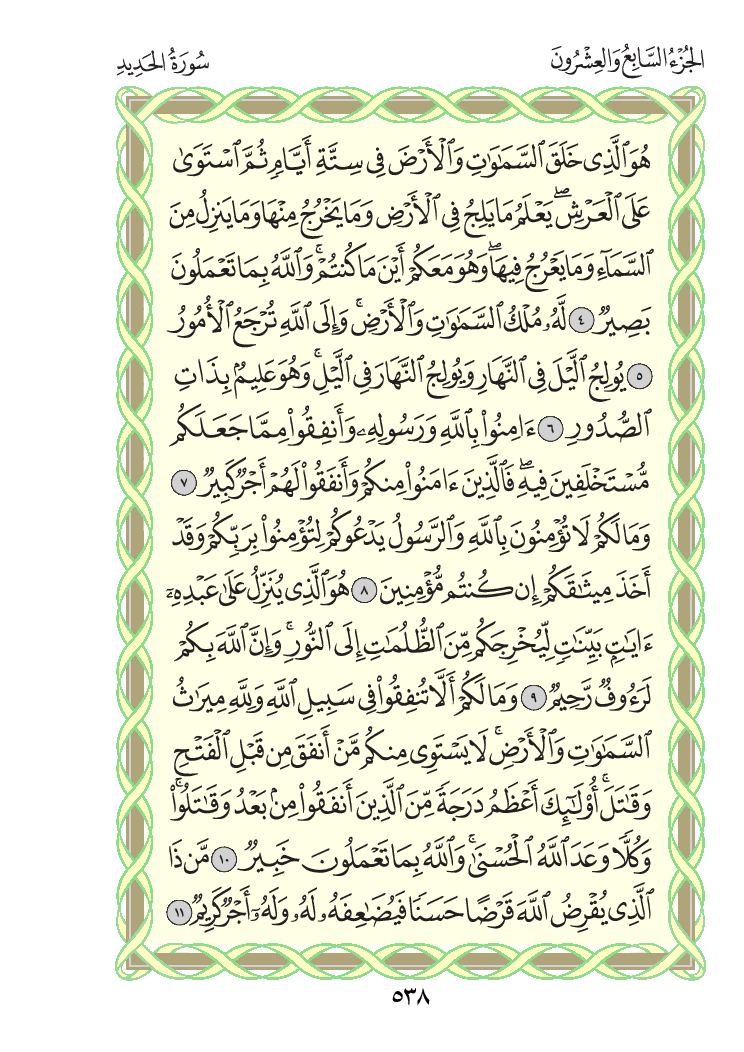 الجُزْءُ السَّابِعُ وَالعِشْرُونَ
سُورَةُ الحَدِيدِ
هُوَ ٱلَّذِى خَلَقَ ٱلسَّمَٰوَٰتِ وَٱلۡأَرۡضَ فِى سِتَّةِ أَيَّامٖ ثُمَّ ٱسۡتَوَىٰ
عَلَى ٱلۡعَرۡشِۖ يَعۡلَمُ مَا يَلِجُ فِى ٱلۡأَرۡضِ وَمَا يَخۡرُجُ مِنۡهَا وَمَا يَنزِلُ مِنَ
ٱلسَّمَآءِ وَمَا يَعۡرُجُ فِيهَاۖ وَهُوَ مَعَكُمۡ أَيۡنَ مَا كُنتُمۡۚ وَٱللَّهُ بِمَا تَعۡمَلُونَ
بَصِيرٞ ٤ لَّهُۥ مُلۡكُ ٱلسَّمَٰوَٰتِ وَٱلۡأَرۡضِۚ وَإِلَى ٱللَّهِ تُرۡجَعُ ٱلۡأُمُورُ
٥ يُولِجُ ٱلَّيۡلَ فِى ٱلنَّهَارِ وَيُولِجُ ٱلنَّهَارَ فِى ٱلَّيۡلِۚ وَهُوَ عَلِيمُۢ بِذَاتِ
ٱلصُّدُورِ ٦ ءَامِنُواْ بِٱللَّهِ وَرَسُولِهِۦ وَأَنفِقُواْ مِمَّا جَعَلَكُم
مُّسۡتَخۡلَفِينَ فِيهِۖ فَٱلَّذِينَ ءَامَنُواْ مِنكُمۡ وَأَنفَقُواْ لَهُمۡ أَجۡرٞ كَبِيرٞ ٧
وَمَا لَكُمۡ لَا تُؤۡمِنُونَ بِٱللَّهِ وَٱلرَّسُولُ يَدۡعُوكُمۡ لِتُؤۡمِنُواْ بِرَبِّكُمۡ وَقَدۡ
أَخَذَ مِيثَٰقَكُمۡ إِن كُنتُم مُّؤۡمِنِينَ ٨ هُوَ ٱلَّذِى يُنَزِّلُ عَلَىٰ عَبۡدِهِۦٓ
ءَايَٰتِۭ بَيِّنَٰتٖ لِّيُخۡرِجَكُم مِّنَ ٱلظُّلُمَٰتِ إِلَى ٱلنُّورِۚ وَإِنَّ ٱللَّهَ بِكُمۡ
لَرَءُوفٞ رَّحِيمٞ ٩ وَمَا لَكُمۡ أَلَّا تُنفِقُواْ فِى سَبِيلِ ٱللَّهِ وَلِلَّهِ مِيرَٰثُ
ٱلسَّمَٰوَٰتِ وَٱلۡأَرۡضِۚ لَا يَسۡتَوِى مِنكُم مَّنۡ أَنفَقَ مِن قَبۡلِ ٱلۡفَتۡحِ
وَقَٰتَلَۚ أُوْلَٰٓئِكَ أَعۡظَمُ دَرَجَةٗ مِّنَ ٱلَّذِينَ أَنفَقُواْ مِنۢ بَعۡدُ وَقَٰتَلُواْۚ
وَكُلّٗا وَعَدَ ٱللَّهُ ٱلۡحُسۡنَىٰۚ وَٱللَّهُ بِمَا تَعۡمَلُونَ خَبِيرٞ ١٠ مَّن ذَا
ٱلَّذِى يُقۡرِضُ ٱللَّهَ قَرۡضًا حَسَنٗا فَيُضَٰعِفَهُۥ لَهُۥ وَلَهُۥٓ أَجۡرٞ كَرِيمٞ ١١
٥٣٨